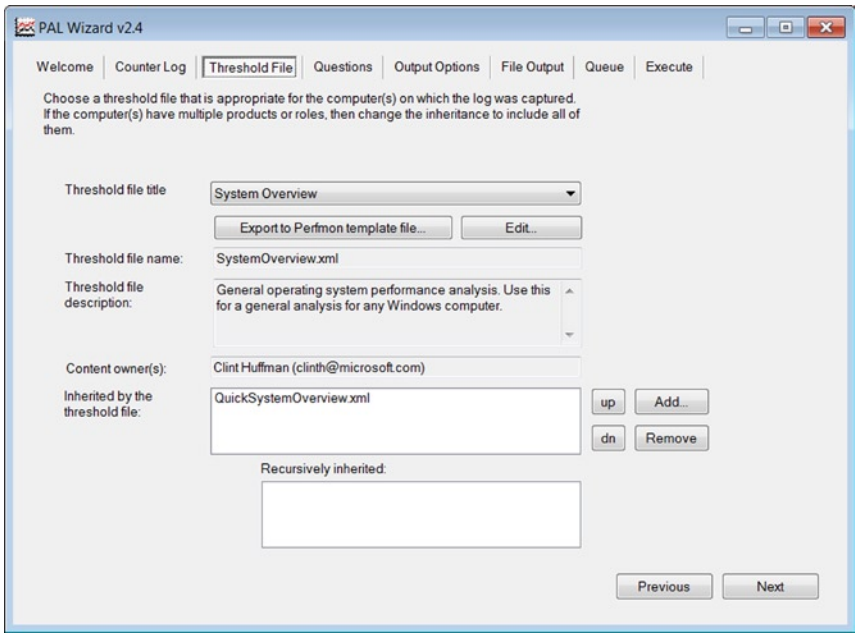 PAL Wizard v2.4
Welcome Counter Log Threshold File Questions Output Options File Output Queue Execute
Choose a threshold file that is appropriate for the computer(s) on which the log was captured.
If the computer(s) have multiple products or roles, then change the inheritance to include all of
them.
Threshold file title System Overview
Export to Perfmon template file... Edit...
Threshold file name: SystemOverview.xml
Threshold file
description:
General operating system performance analysis. Use this
for a general analysis for any Windows computer.
Content owner(s): Clint Huffman (clinth@microsoft.com)
Inherited by the
threshold file:
QuickSystemOverview.xml
up Add...
dn Remove
Recursively inherited:
Previous Next